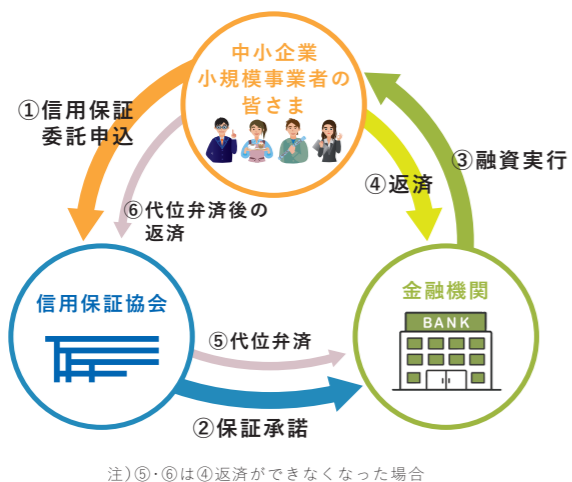 中小企業
小規模事業者の
皆さま
①信用保証
委託申込
③融資実行
④返済
⑥代位弁済後の
返済
信用保証協会
金融機関
BANK
⑤代位弁済
②保証承諾
注)⑤・⑥は④返済ができなくなった場合